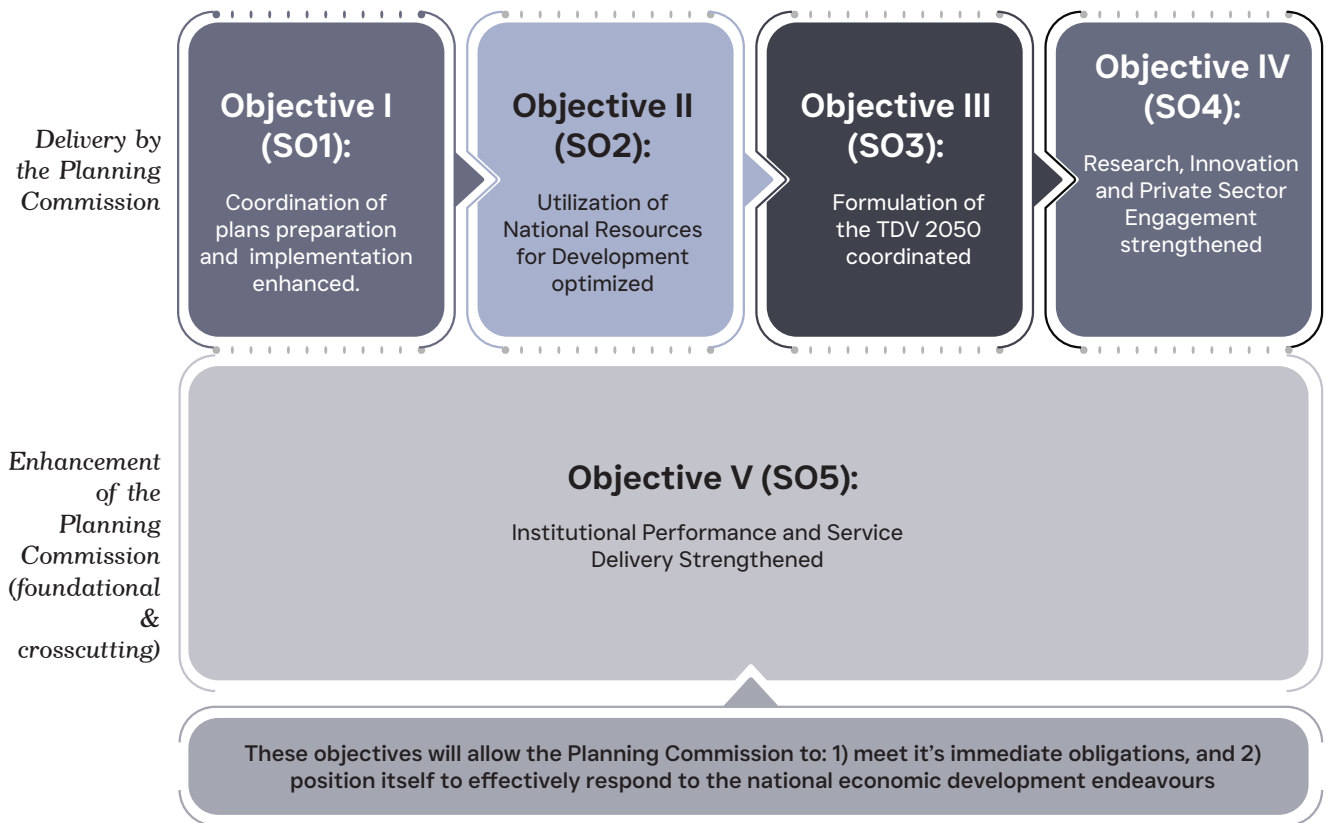 Delivery by
the Planning
Commission
Objective I
(SO1):
Coordination of
plans preparation
and implementation
enhanced.
Objective II
(SO2):
Utilization of
National Resources
for Development
optimized
Objective III
(SO3):
Formulation of
the TDV 2050
coordinated
Objective IV
(SO4):
Research, Innovation
and Private Sector
Engagement
strengthened
Enhancement
of the
Planning
Commission
(foundational
&
crosscutting)
Objective V (SO5):
Institutional Performance and Service
Delivery Strengthened
These objectives will allow the Planning Commission to: 1) meet it’s immediate obligations, and 2)
position itself to effectively respond to the national economic development endeavours